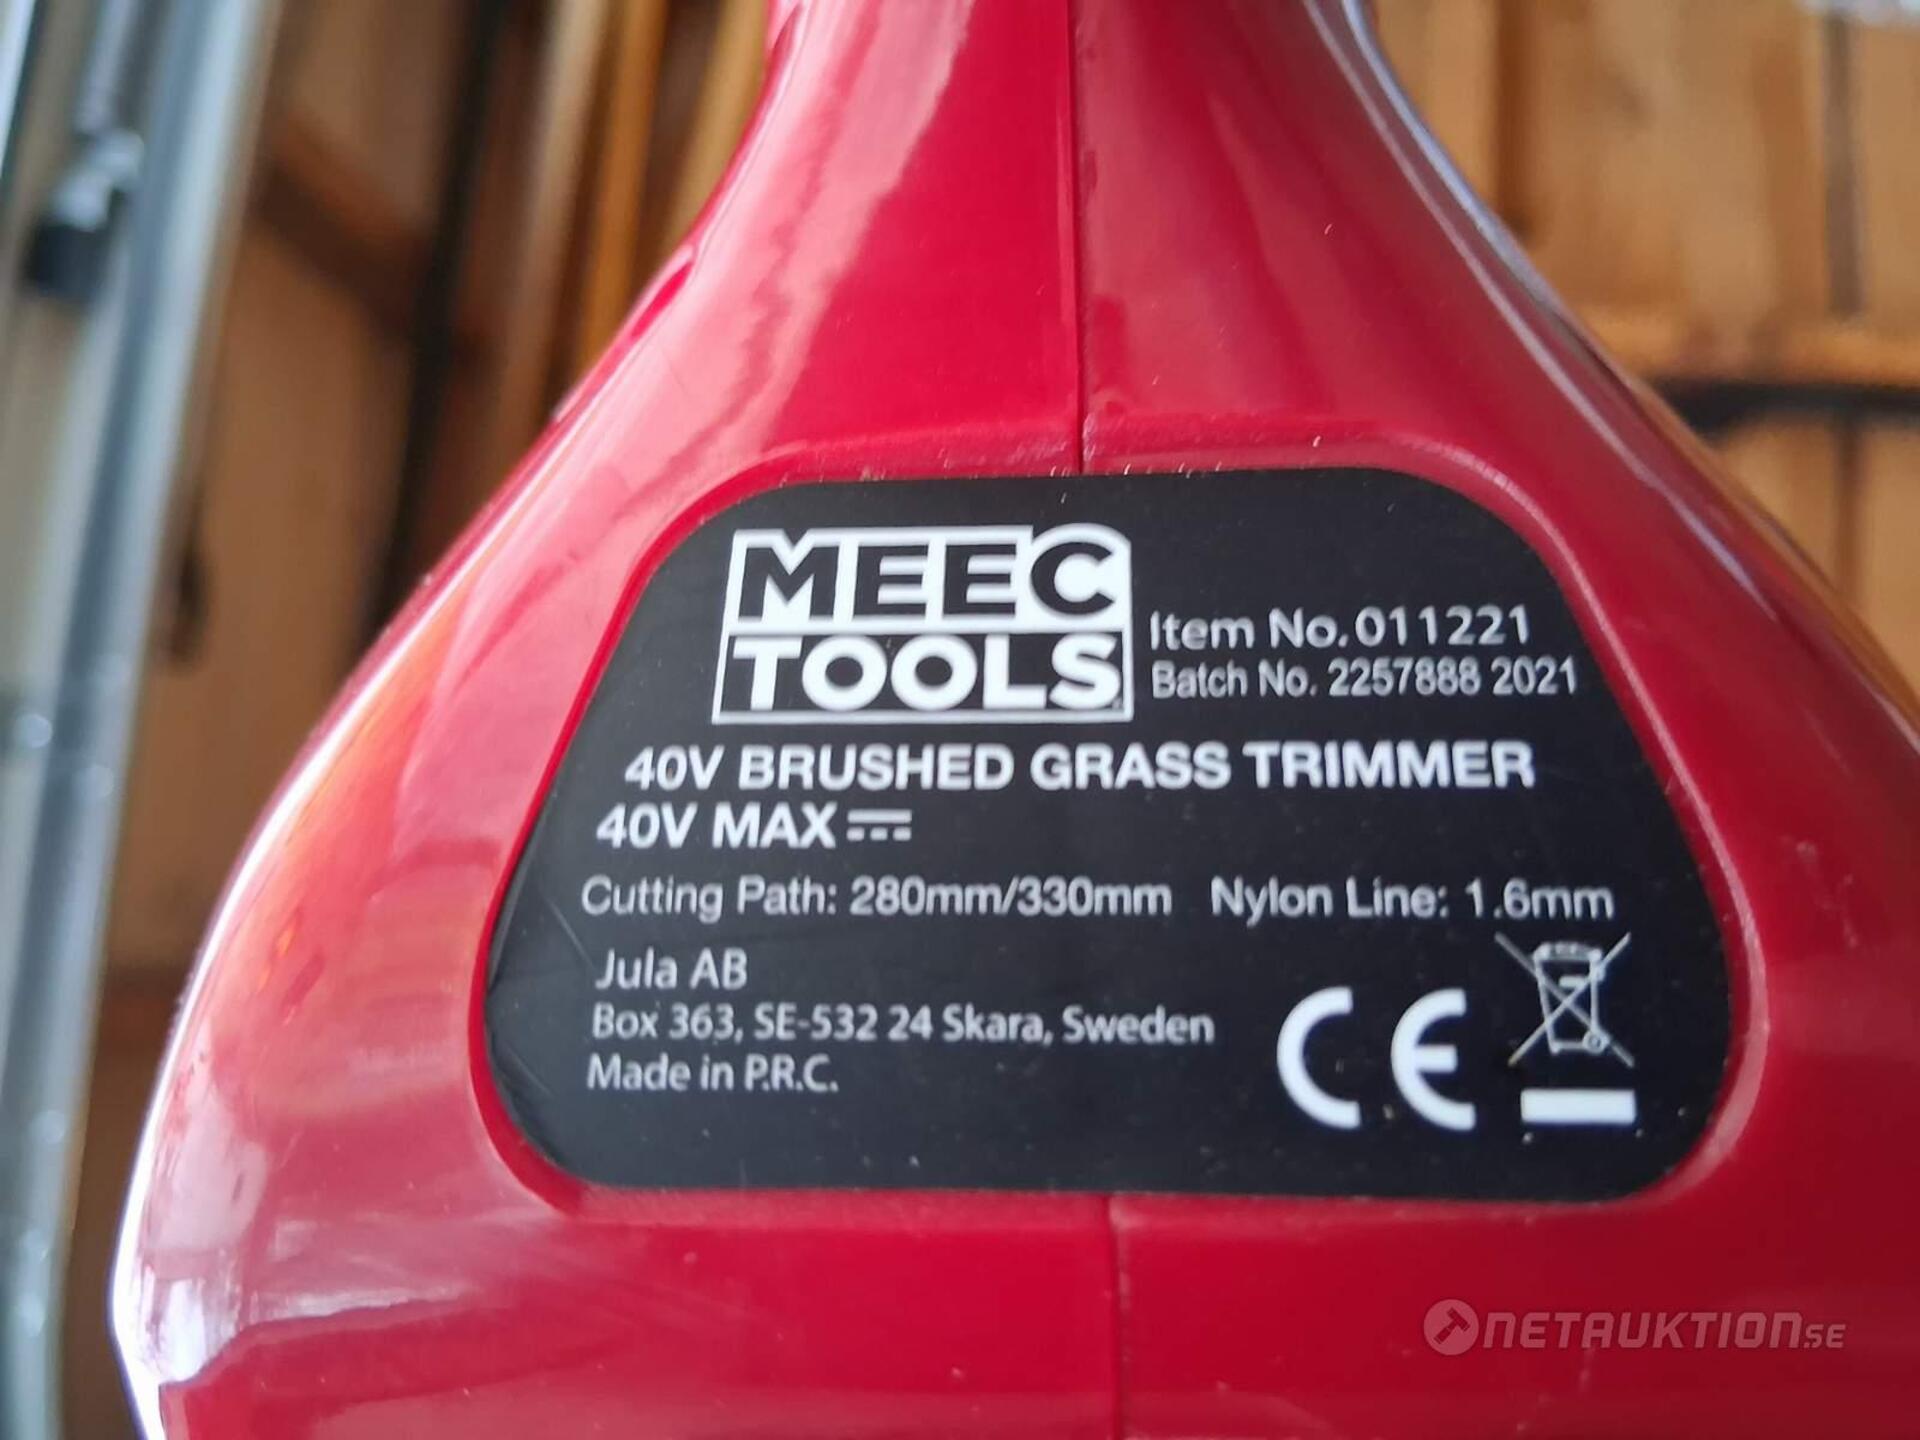 MEEC
TOOLS
Item No.011221
Batch No. 2257888 2021
40V BRUSHED GRASS TRIMMER
40V MAX
Cutting Path: 280mm/330mm Nylon Line: 1.6mm
Jula AB
Box 363, SE-532 24 Skara, Sweden
Made in P.R.C.
CE
NETAUKTION.SE